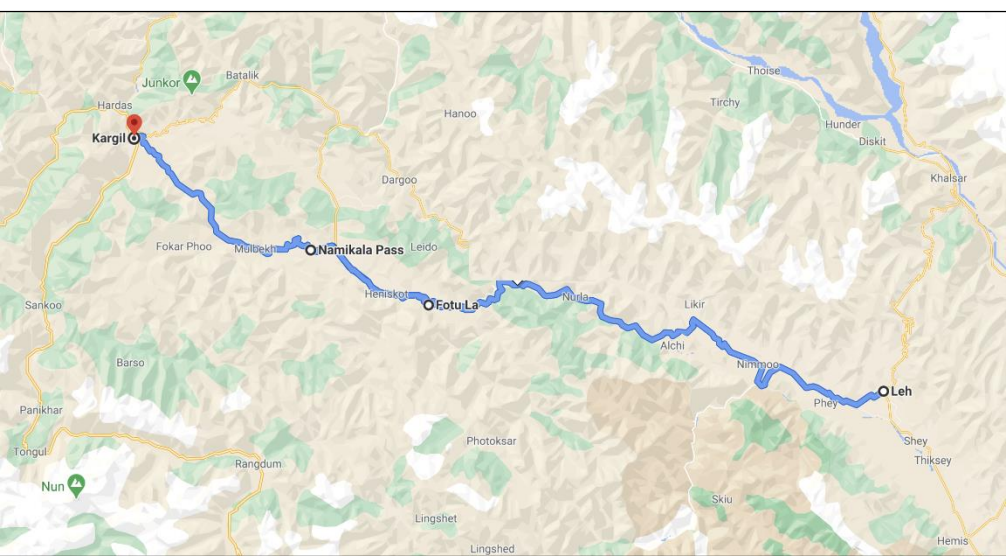 Thoise
Batalik
Junkor
Tirchy
Hardas
Hanoo
Hunder
Kargil
Diskit
Khalsar
Dargoo
Fokar Phoo
Mulbekh
Namikala Pass
Leido
Heniskot
Nurla
Sankoo
Fotu La
Likir
Alchi
Barso
Nimmoo
Leh
Phey
Panikhar
Photoksar
Shey
Tongul
Thiksey
Rangdum
Nun
Skiu
Lingshet
Hemis
Lingshed